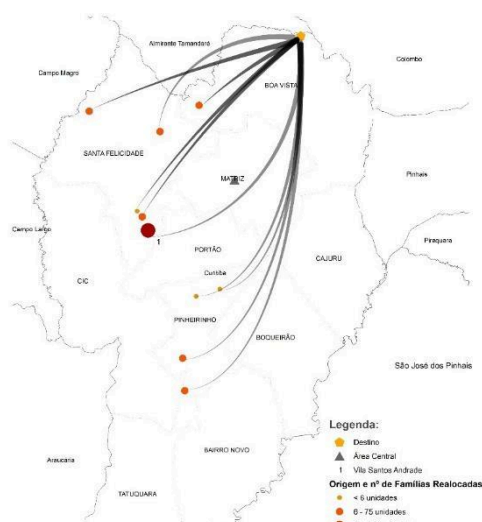 Almirante Tamandaré
Colombo
Campo Magro
BOA VISTA
SANTA FELICIDADE
MATRIZ
Pinhais
Campo Largo
1
Piraquara
PORTÃO
CAJURU
Curitiba
CIC
PINHEIRINHO
BOQUEIRÃO
São José dos Pinhais
Legenda:
Destino
Área Central
BAIRRO NOVO
1 Vila Santos Andrade
Araucária
Origem e nº de Famílias Realocadas
TATUQUARA
< 6 unidades
6 - 75 unidades